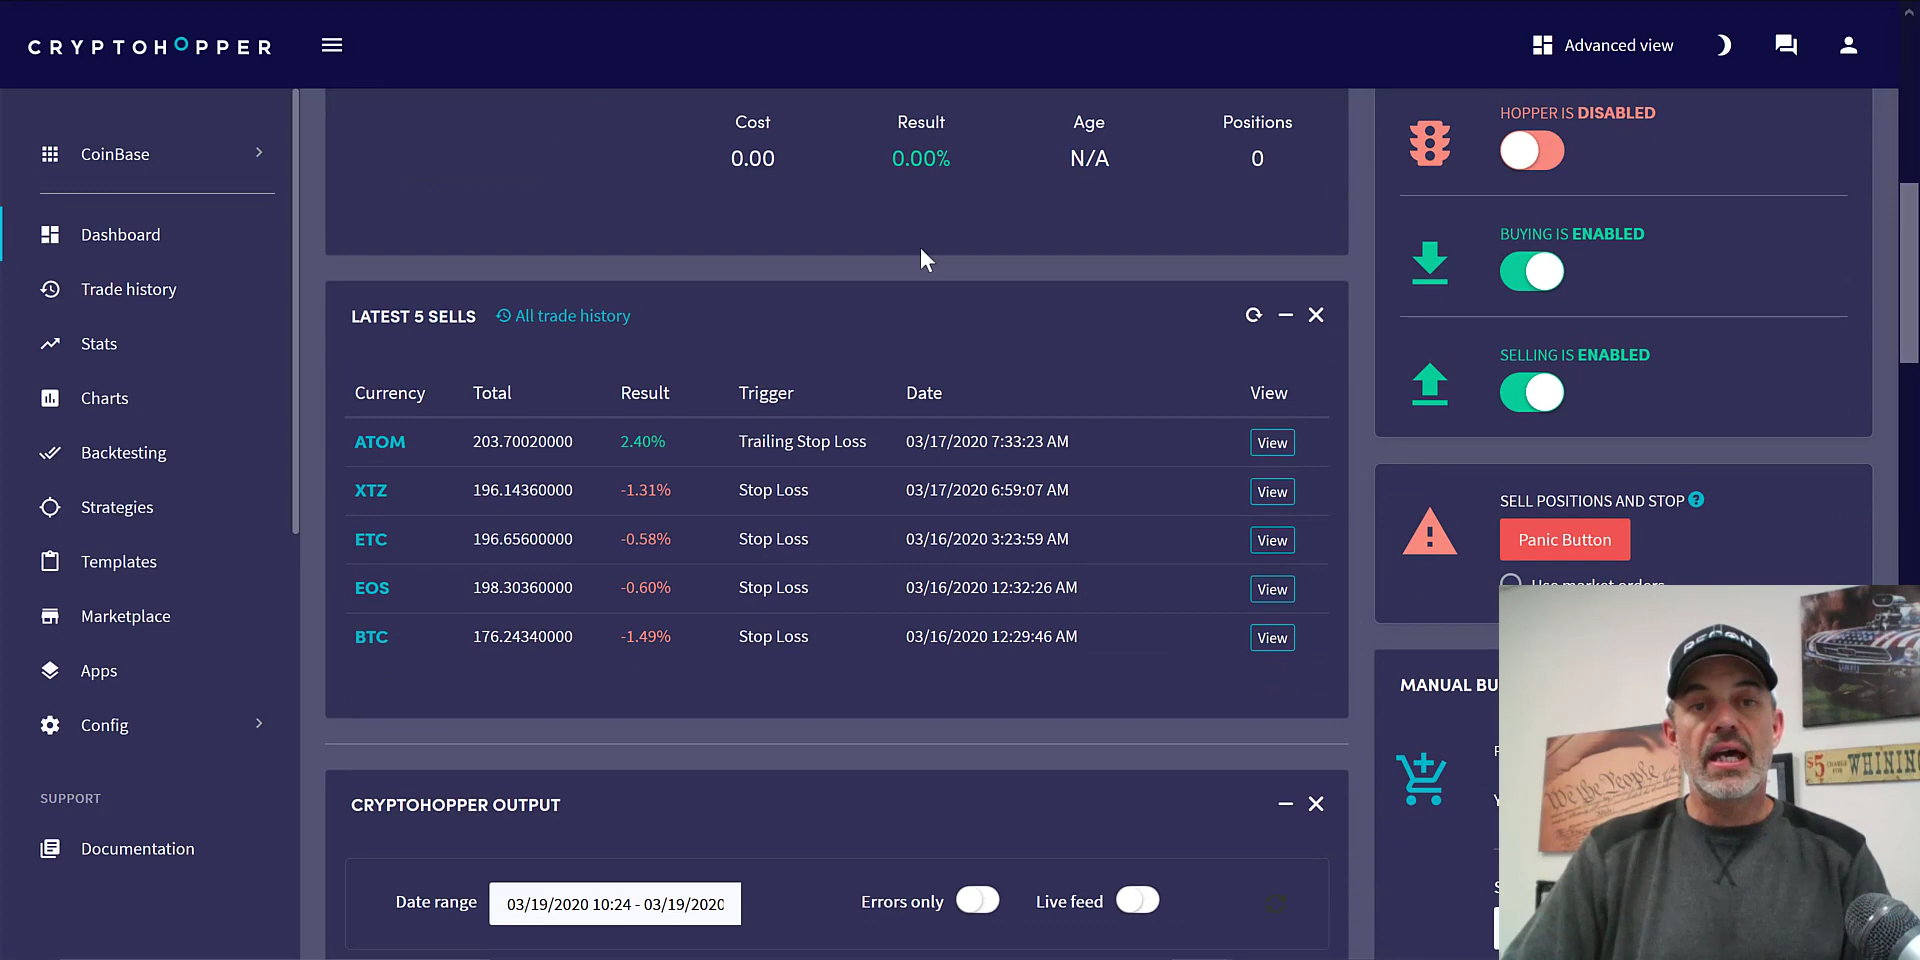 CRYPTOHOPPER
Advanced view
CoinBase
Dashboard
Trade history
Stats
Charts
Backtesting
Strategies
Templates
Marketplace
Apps
Config
SUPPORT
Documentation
Cost Result Age Positions
0.00 0.00% N/A 0
LATEST 5 SELLS All trade history
Currency Total Result Trigger Date View
ATOM 203.70020000 2.40% Trailing Stop Loss 03/17/2020 7:33:23 AM View
XTZ 196.14360000 -1.31% Stop Loss 03/17/2020 6:59:07 AM View
ETC 196.65600000 -0.58% Stop Loss 03/16/2020 3:23:59 AM View
EOS 198.30360000 -0.60% Stop Loss 03/16/2020 12:32:26 AM View
BTC 176.24340000 -1.49% Stop Loss 03/16/2020 12:29:46 AM View
CRYPTOHOPPER OUTPUT
Date range 03/19/2020 10:24 - 03/19/2020 Errors only Live feed
HOPPER IS DISABLED
BUYING IS ENABLED
SELLING IS ENABLED
SELL POSITIONS AND STOP ?
Panic Button
Use market orders
MANUAL BU
We the People
$5 CHARGE FOR WHINING